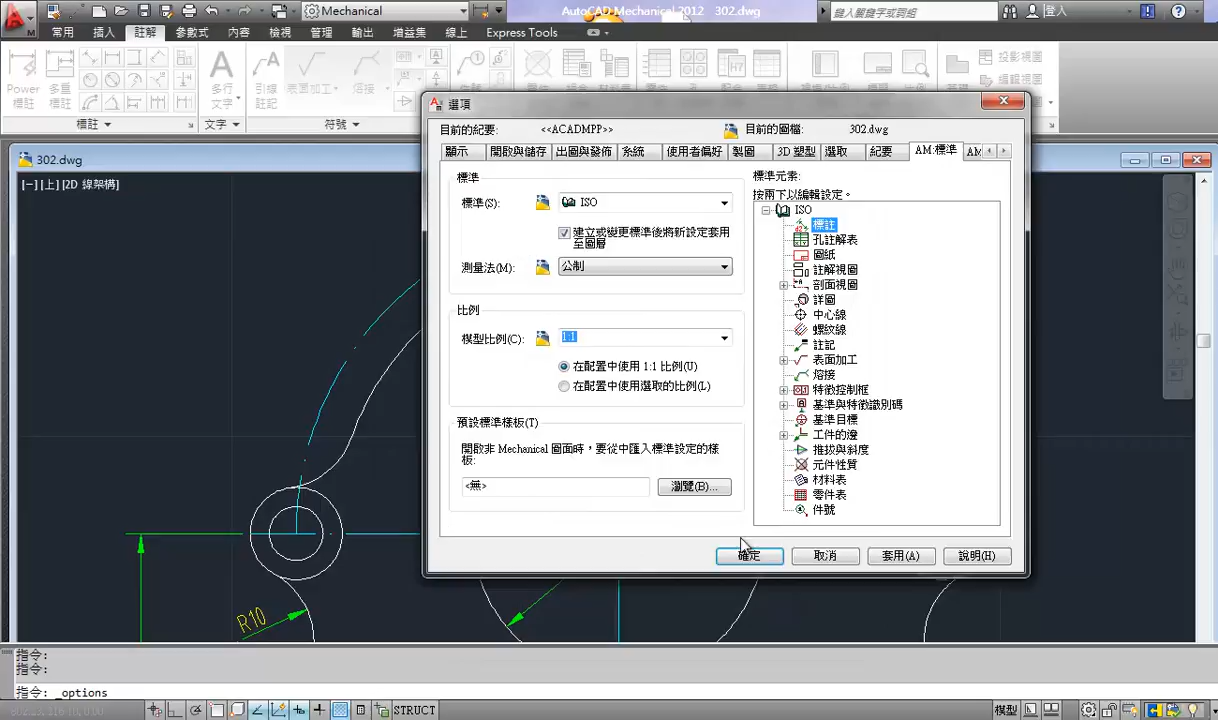 Mechanical
AutoCAD Mechanical 2012 302.dwg
鍵入關鍵字或詞組
登入
常用 插入 註解 參數式 內容 檢視 管理 輸出 增益集 線上 Express Tools
Power 標註
多重標註
多行文字
引線註記
表面加工
熔接
投影視圖
編輯視圖
標註
文字
符號
302.dwg
[−][上][2D 線架構]
R10
選項
目前的紀要: <<ACADMPP>> 目前的圖檔: 302.dwg
顯示 開啟與儲存 出圖與發佈 系統 使用者偏好 製圖 3D 塑型 選取 紀要 AM:標準 AM
標準
標準(S): ISO
建立或變更標準後將新設定套用
至圖層
測量法(M): 公制
比例
模型比例(C): 1:1
在配置中使用 1:1 比例(U)
在配置中使用選取的比例(L)
預設標準樣板(T)
開啟非 Mechanical 圖面時，要從中匯入標準設定的樣
板:
<無> 瀏覽(B)...
標準元素:
按兩下以編輯設定。
ISO
標註
孔註解表
圖紙
註解視圖
剖面視圖
詳圖
中心線
螺紋線
註記
表面加工
熔接
特徵控制框
基準與特徵識別碼
基準目標
工件的邊
推拔與斜度
元件性質
材料表
零件表
件號
確定 取消 套用(A) 說明(H)
指令:
指令:
指令: _options
STRUCT
模型